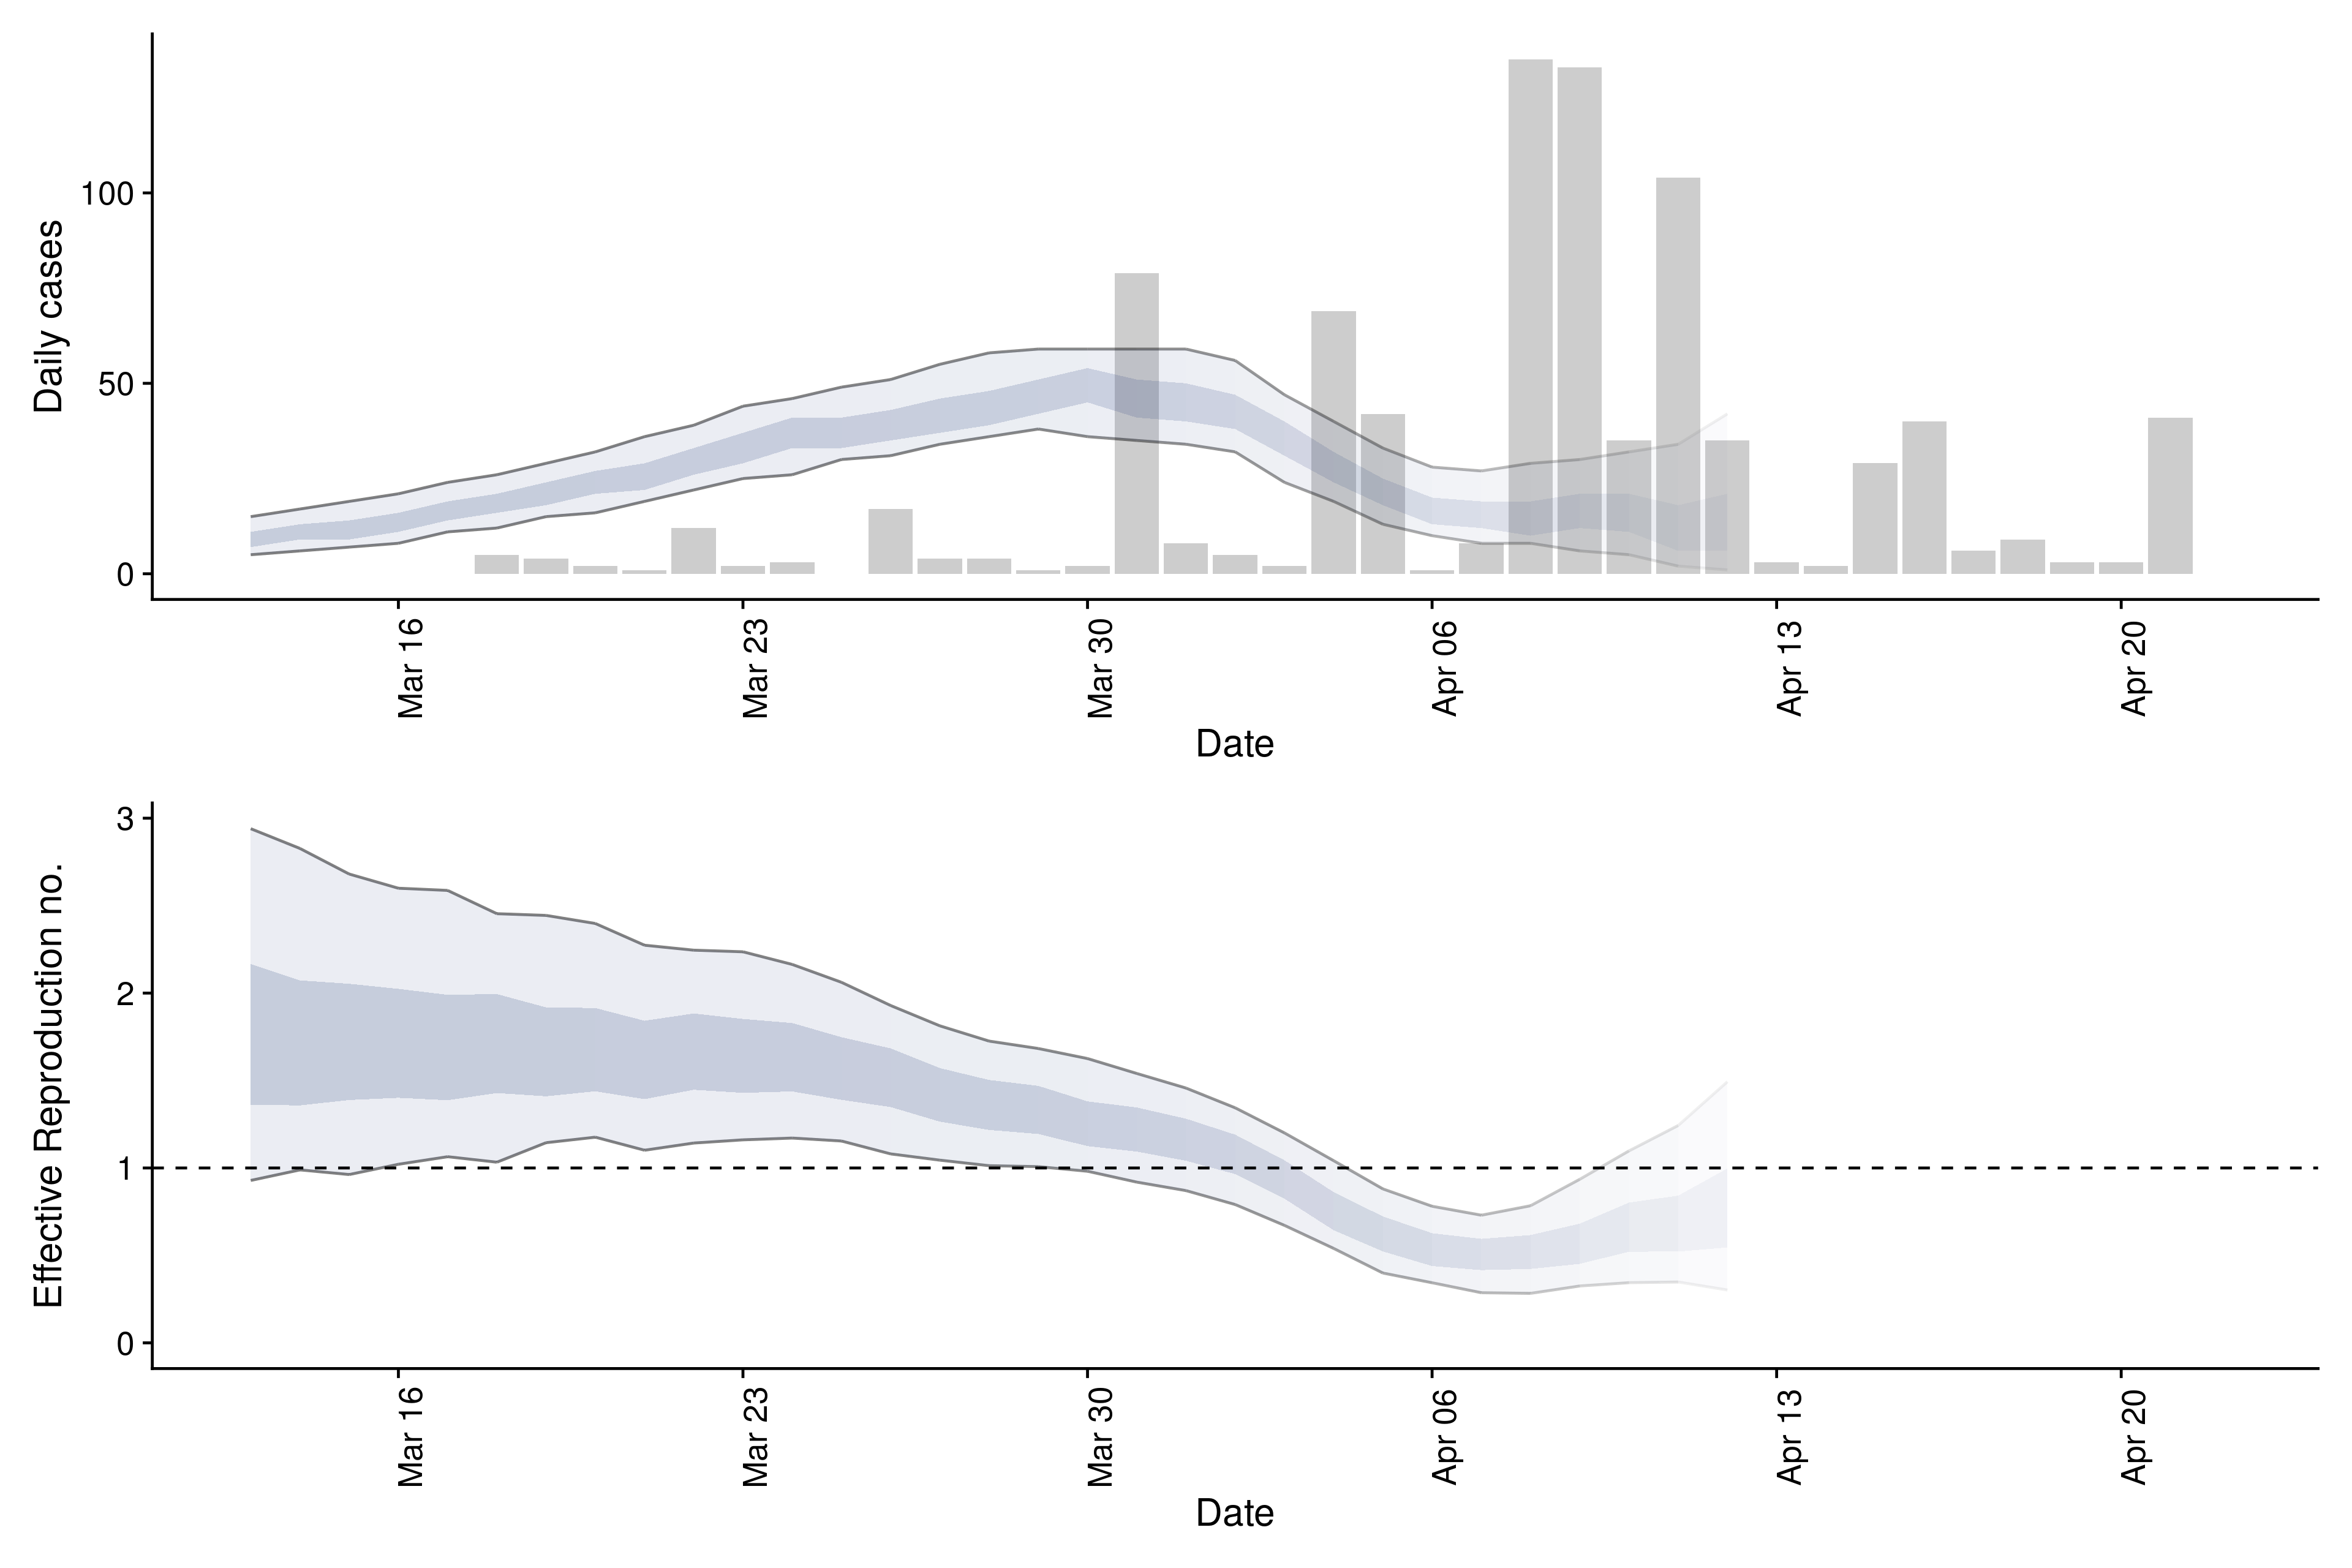 Daily cases
100
50
0
Mar 16
Mar 23
Mar 30
Apr 06
Apr 13
Apr 20
Date
Effective Reproduction no.
3
2
1
0
Mar 16
Mar 23
Mar 30
Apr 06
Apr 13
Apr 20
Date